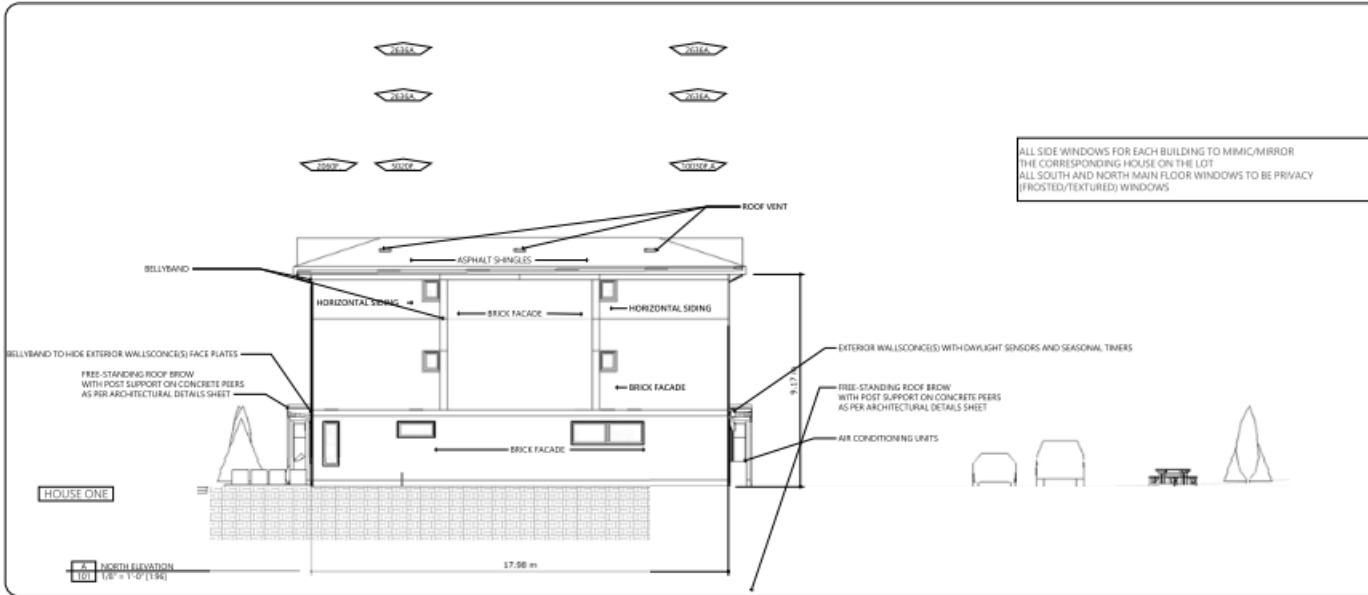 2636A
2636A
2636A
2636A
2060F
5020F
ALL SIDE WINDOWS FOR EACH BUILDING TO MIMIC/MIRROR
THE CORRESPONDING HOUSE ON THE LOT
ALL SOUTH AND NORTH MAIN FLOOR WINDOWS TO BE PRIVACY
(FROSTED/TEXTURED) WINDOWS
ROOF VENT
ASPHALT SHINGLES
BELLYBAND
HORIZONTAL SIDING
HORIZONTAL SIDING
BRICK FACADE
BELLYBAND TO HIDE EXTERIOR WALLSCONCE(S) FACE PLATES
EXTERIOR WALLSCONCE(S) WITH DAYLIGHT SENSORS AND SEASONAL TIMERS
FREE-STANDING ROOF BROW
WITH POST SUPPORT ON CONCRETE PEERS
AS PER ARCHITECTURAL DETAILS SHEET
BRICK FACADE
9.17 m
FREE-STANDING ROOF BROW
WITH POST SUPPORT ON CONCRETE PEERS
AS PER ARCHITECTURAL DETAILS SHEET
AIR CONDITIONING UNITS
BRICK FACADE
HOUSE ONE
17.98 m
A NORTH ELEVATION
101 1/8" = 1'-0" (1:96)